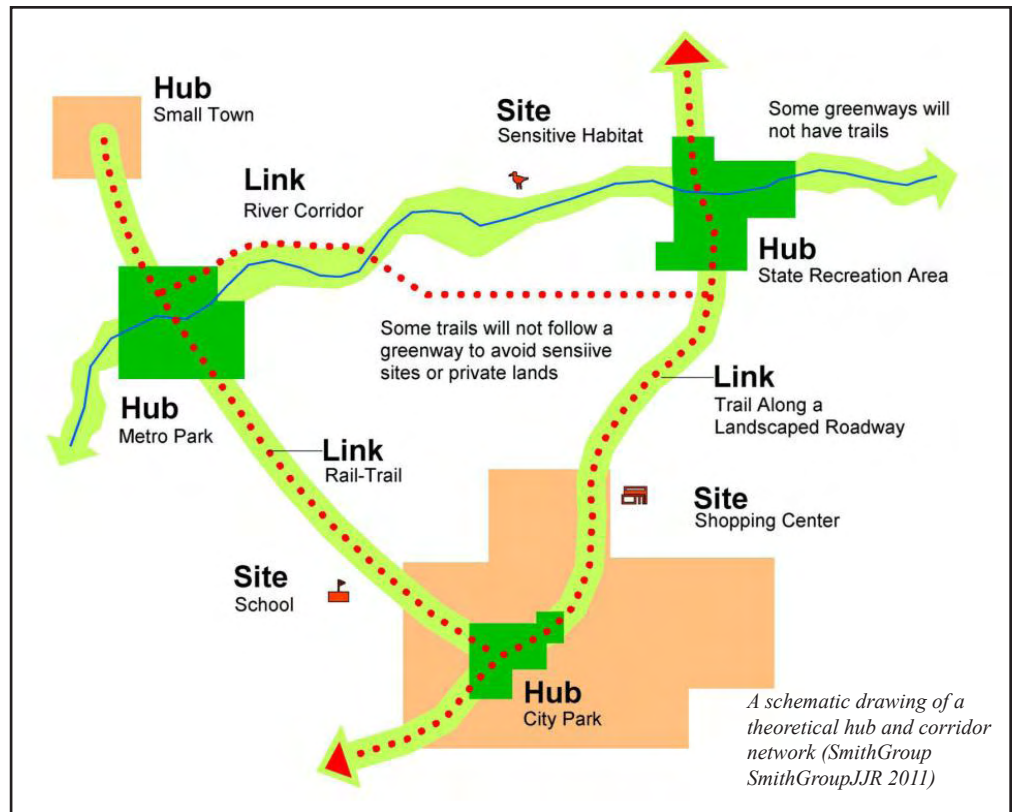 Hub
Small Town
Site
Sensitive Habitat
Some greenways will
not have trails
Link
River Corridor
Hub
State Recreation Area
Some trails will not follow a
greenway to avoid sensiive
sites or private lands
Hub
Metro Park
Link
Rail-Trail
Link
Trail Along a
Landscaped Roadway
Site
Shopping Center
Site
School
Hub
City Park
A schematic drawing of a
theoretical hub and corridor
network (SmithGroup
SmithGroupJJR 2011)